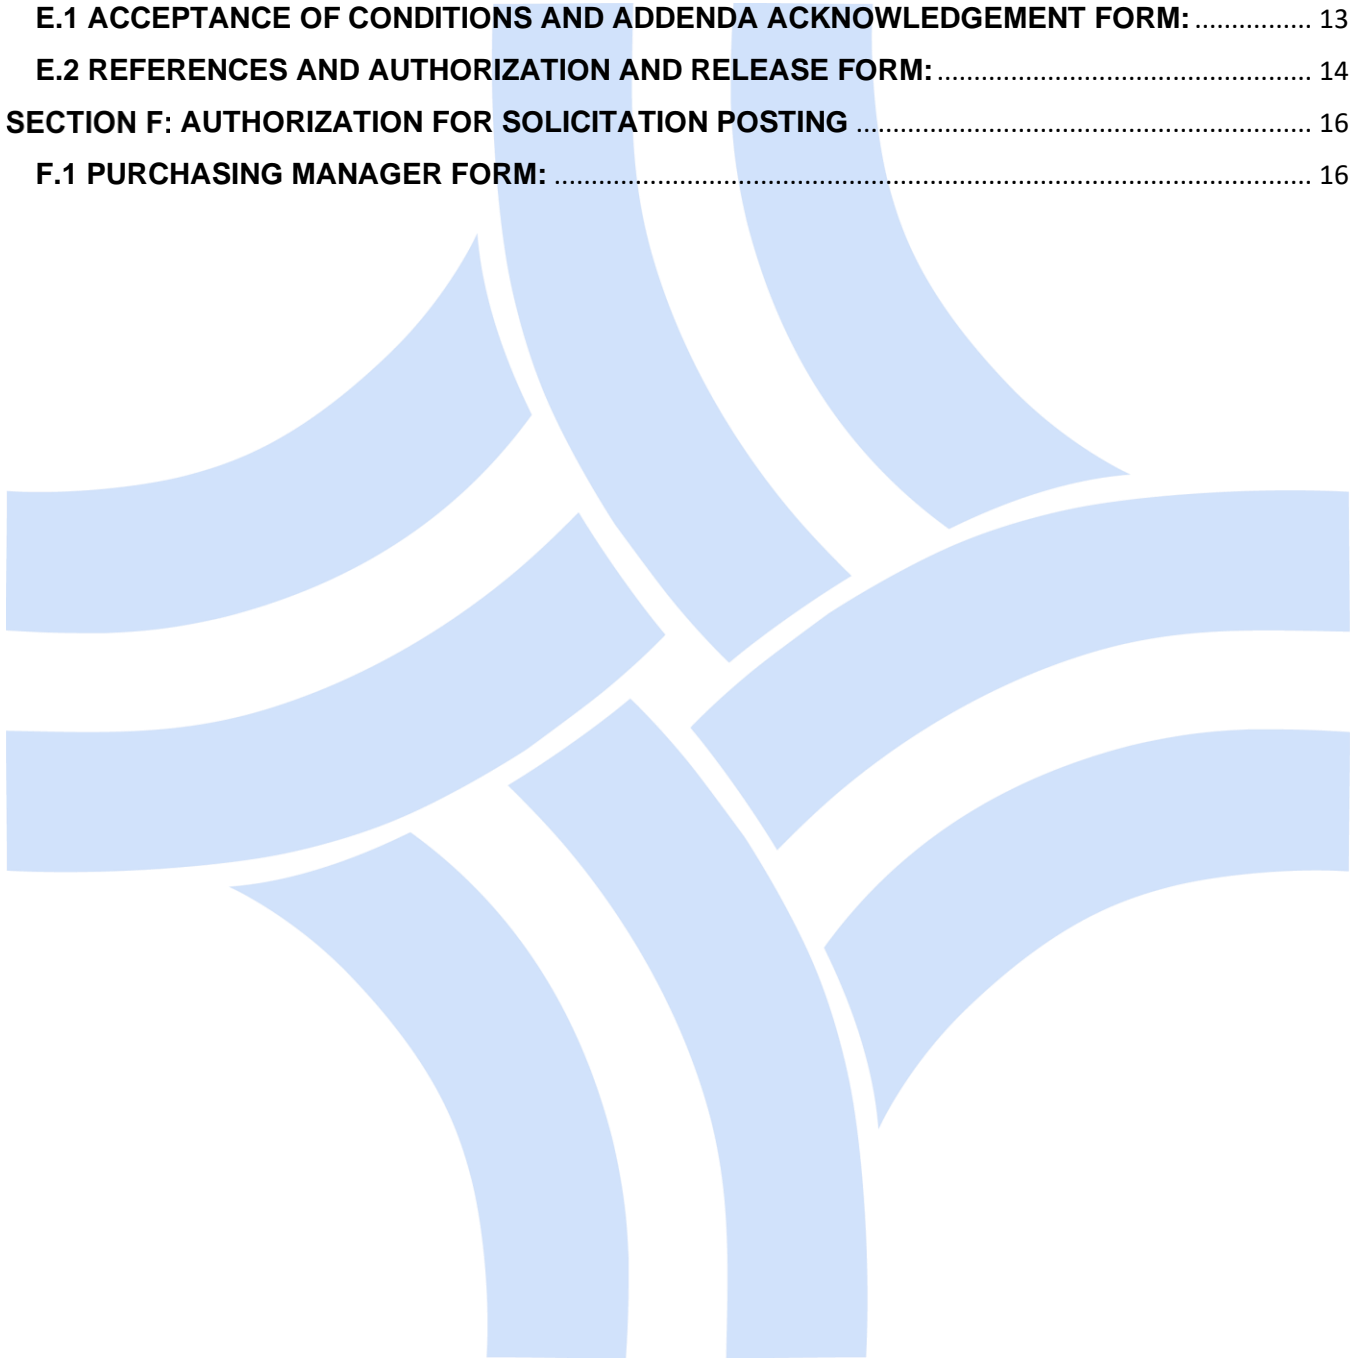 E.1 ACCEPTANCE OF CONDITIONS AND ADDENDA ACKNOWLEDGEMENT FORM: ................ 13
E.2 REFERENCES AND AUTHORIZATION AND RELEASE FORM: .................................................... 14
SECTION F: AUTHORIZATION FOR SOLICITATION POSTING ............................................................... 16
F.1 PURCHASING MANAGER FORM: .................................................................................................... 16